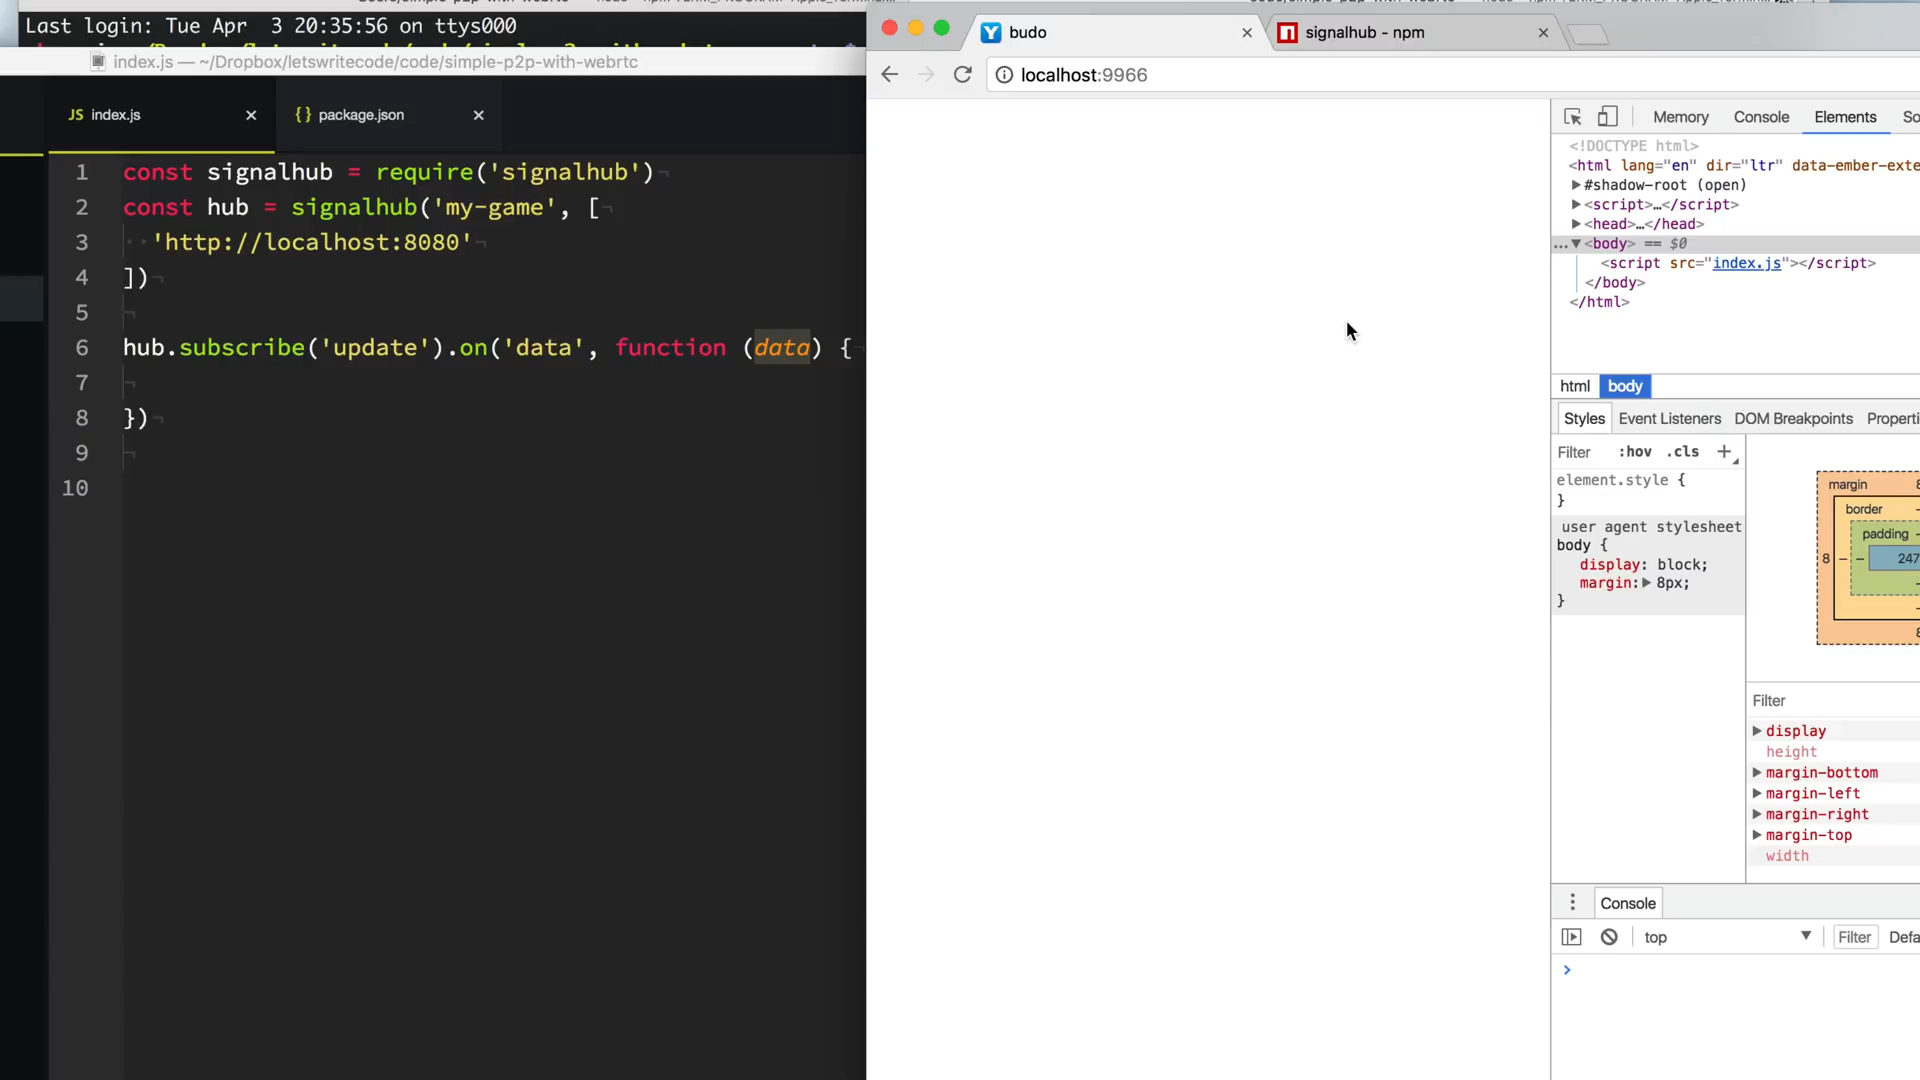 Last login: Tue Apr  3 20:35:56 on ttys000
index.js — ~/Dropbox/letswritecode/code/simple-p2p-with-webrtc
JS index.js
{} package.json
1 const signalhub = require('signalhub')
2 const hub = signalhub('my-game', [
3 'http://localhost:8080'
4 ])
5
6 hub.subscribe('update').on('data', function (data) {
7
8 })
9
10
budo
signalhub - npm
localhost:9966
Memory Console Elements So
<!DOCTYPE html>
<html lang="en" dir="ltr" data-ember-exte
#shadow-root (open)
<script>…</script>
<head>…</head>
…<body> == $0
<script src="index.js"></script>
</body>
</html>
html body
Styles Event Listeners DOM Breakpoints Properti
Filter :hov .cls +
element.style {
}
user agent stylesheet
body {
display: block;
margin: 8px;
}
margin 8
border –
padding –
8 – – 247
–
–
8
Filter
display
height
margin-bottom
margin-left
margin-right
margin-top
width
Console
top Filter Defa
>